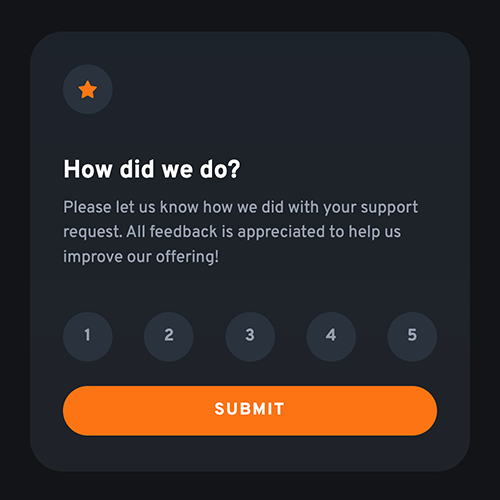 How did we do?
Please let us know how we did with your support
request. All feedback is appreciated to help us
improve our offering!
1 2 3 4 5
SUBMIT